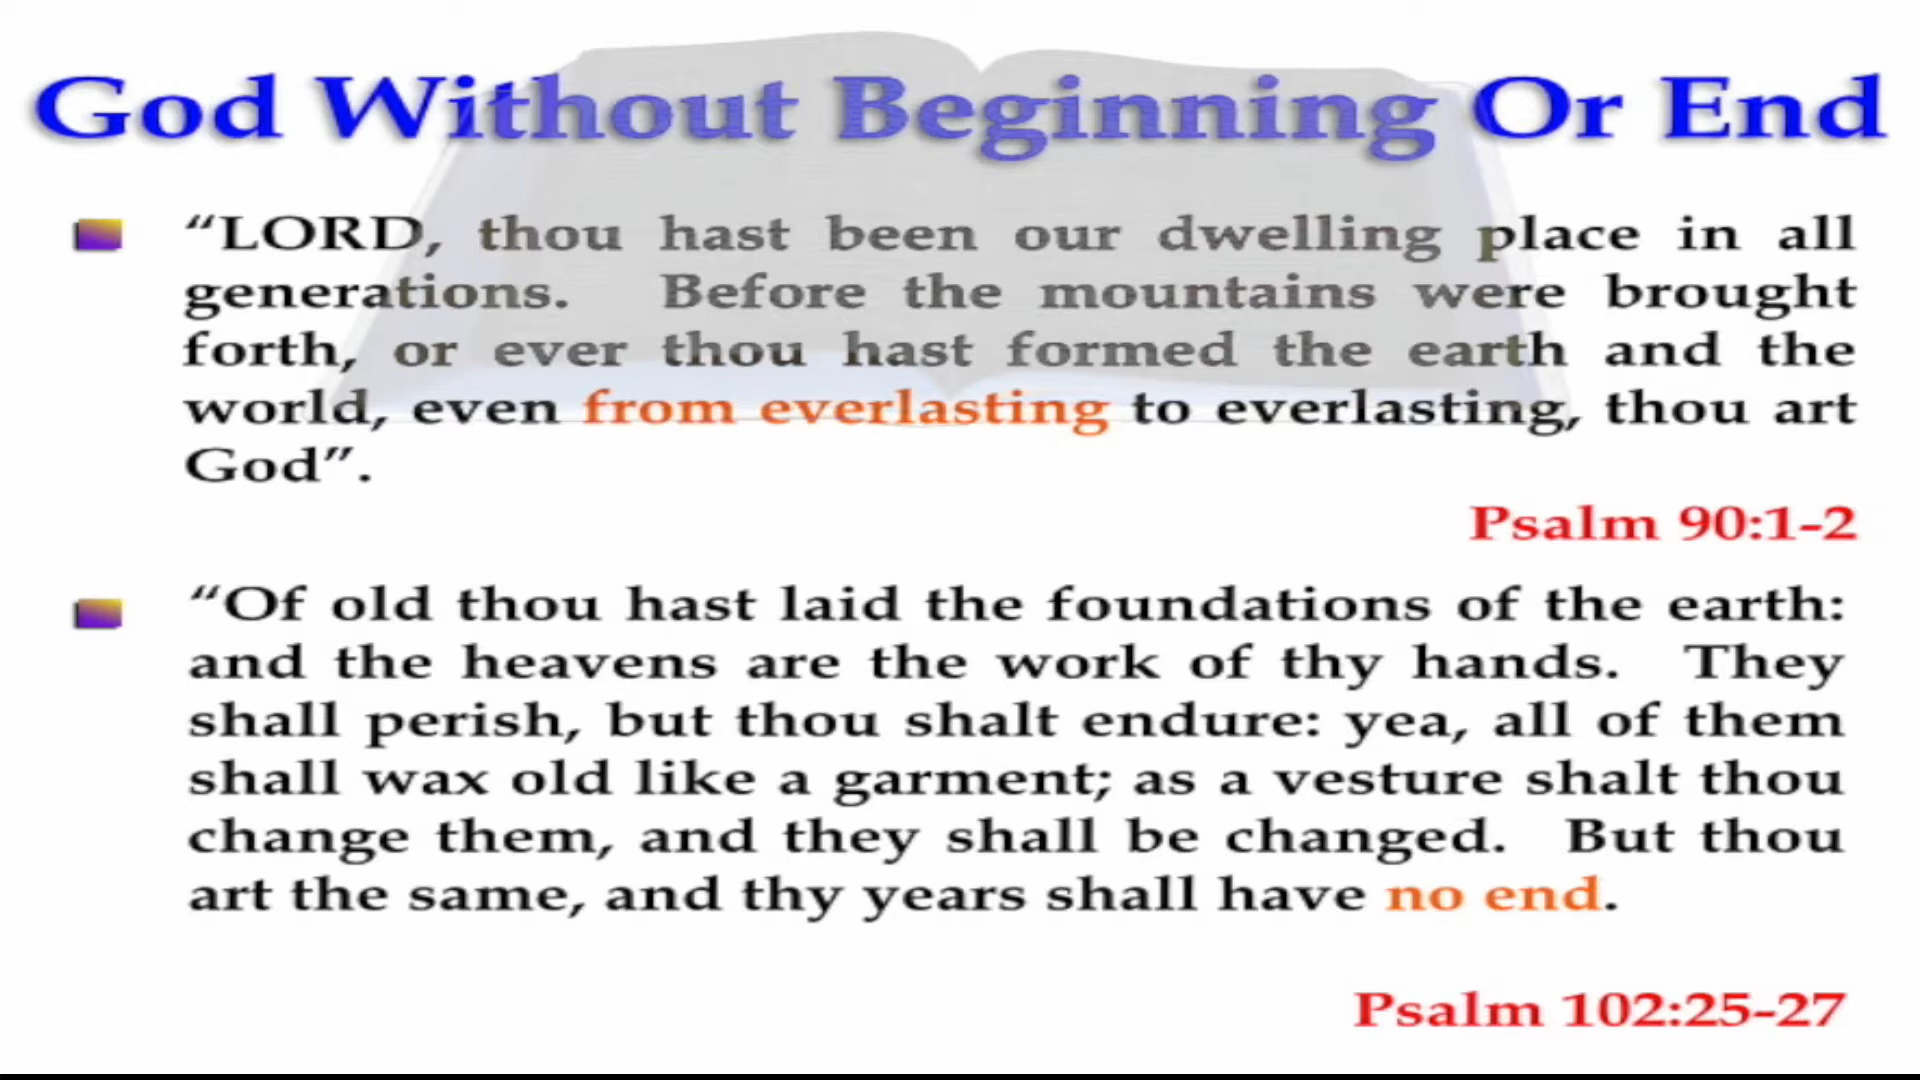 God Without Beginning Or End
“LORD, thou hast been our dwelling place in all
generations. Before the mountains were brought
forth, or ever thou hast formed the earth and the
world, even from everlasting to everlasting, thou art
God”.
Psalm 90:1-2
“Of old thou hast laid the foundations of the earth:
and the heavens are the work of thy hands. They
shall perish, but thou shalt endure: yea, all of them
shall wax old like a garment; as a vesture shalt thou
change them, and they shall be changed. But thou
art the same, and thy years shall have no end.
Psalm 102:25-27